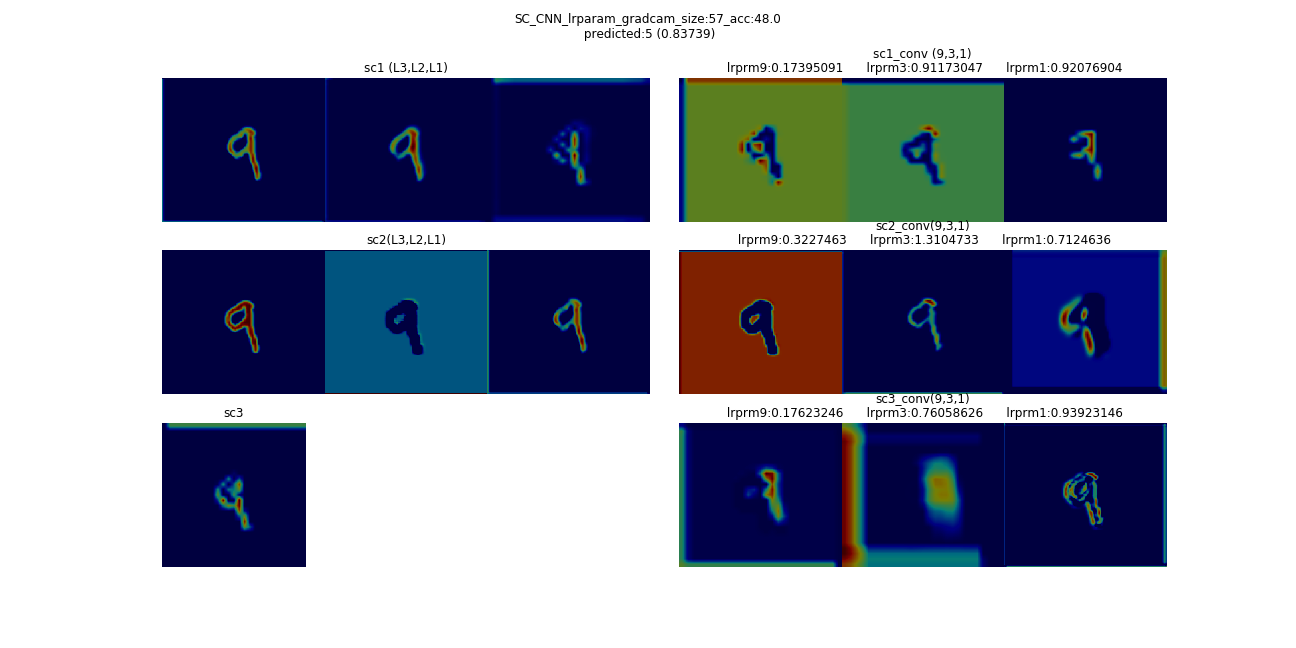 SC_CNN_lrparam_gradcam_size:57_acc:48.0
predicted:5 (0.83739)
sc1 (L3,L2,L1)
sc1_conv (9,3,1)
lrprm9:0.17395091 lrprm3:0.91173047 lrprm1:0.92076904
sc2(L3,L2,L1)
sc2_conv(9,3,1)
lrprm9:0.3227463 lrprm3:1.3104733 lrprm1:0.7124636
sc3
sc3_conv(9,3,1)
lrprm9:0.17623246 lrprm3:0.76058626 lrprm1:0.93923146